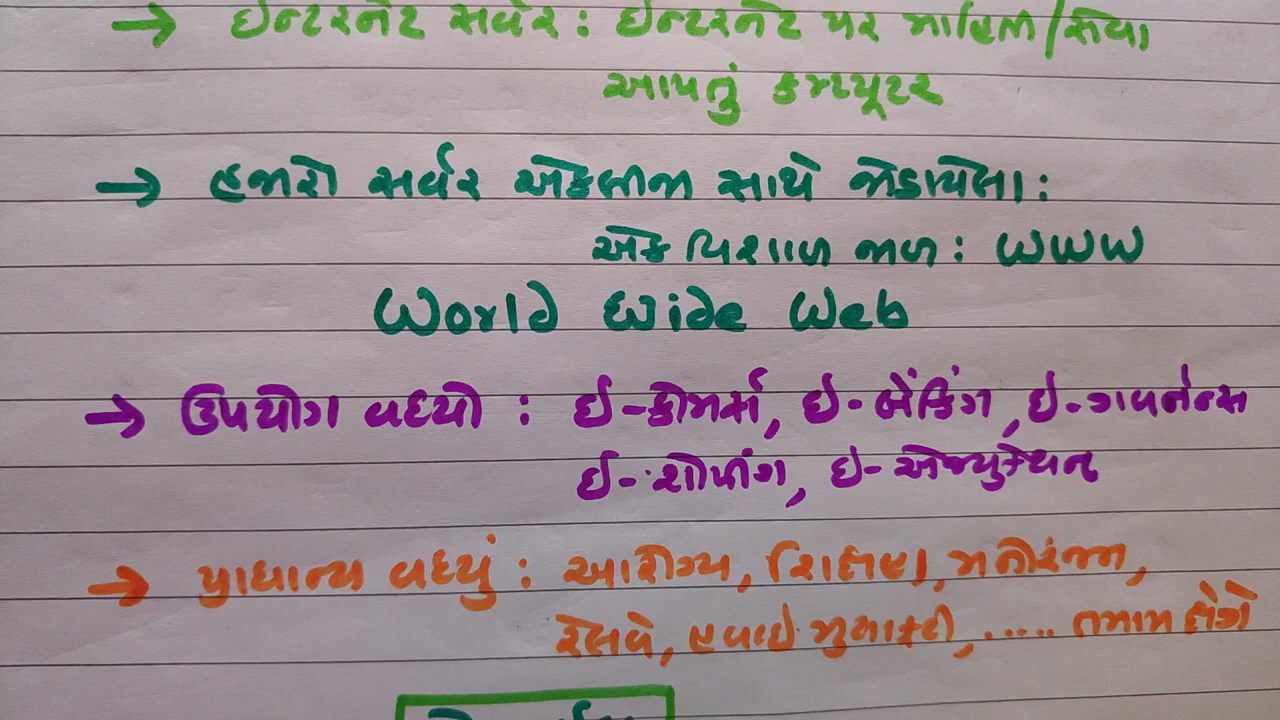 → ઇન્ટરનેટ સર્વર : ઇન્ટરનેટ પર માહિતી/સેવા
આપતું કમ્પ્યૂટર
→ હજારો સર્વર એકબીજા સાથે જોડાયેલા :
એક વિશાળ જાળ : WWW
World Wide Web
→ ઉપયોગ વધ્યો : ઈ-કોમર્સ, ઈ-બેંકિંગ, ઈ-ગવર્નન્સ
ઈ-શોપીંગ, ઈ-એજ્યુકેશન
→ પ્રાધાન્ય વધ્યું : આરોગ્ય, શિક્ષણ, મનોરંજન,
રેલવે, હવાઇ મુસાફરી, ..... તમામ ક્ષેત્રો